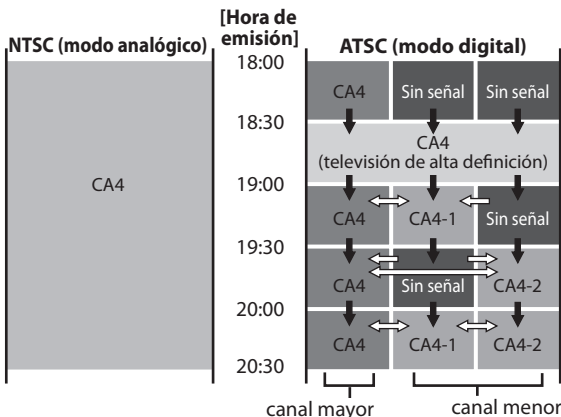 [Hora de
emisión]
NTSC (modo analógico)
ATSC (modo digital)
18:00
CA4
Sin señal
Sin señal
18:30
CA4
(televisión de alta definición)
CA4
19:00
CA4
CA4-1
Sin señal
19:30
CA4
Sin señal
CA4-2
20:00
CA4
CA4-1
CA4-2
20:30
canal mayor
canal menor